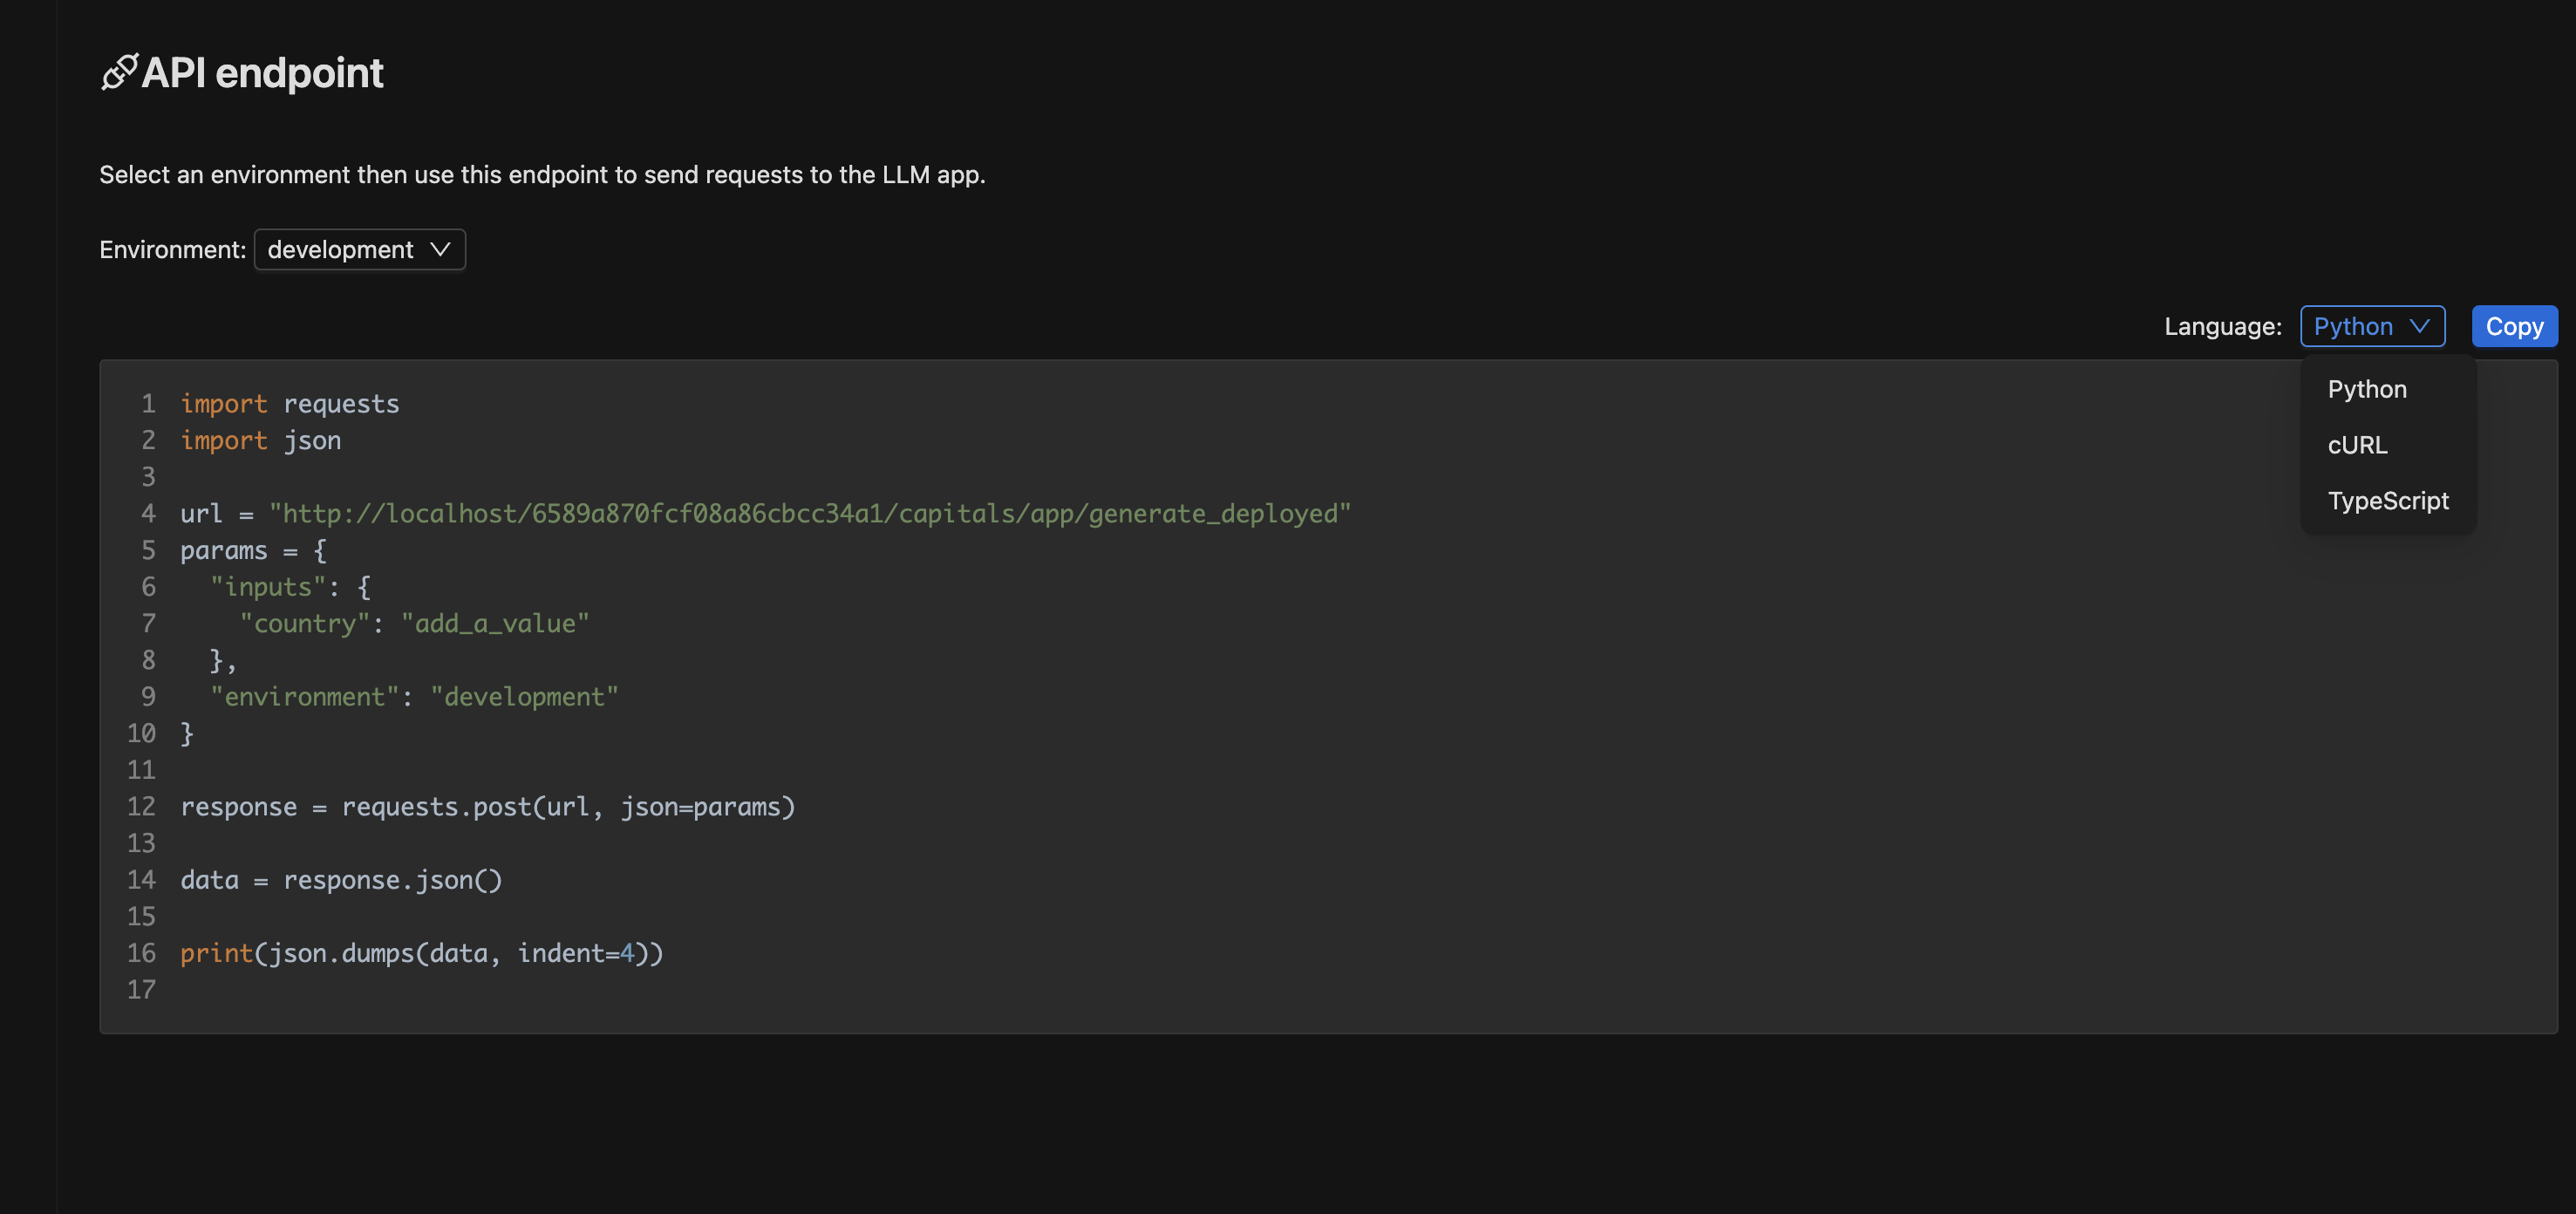 API endpoint
Select an environment then use this endpoint to send requests to the LLM app.
Environment: development
Language: Python Copy
Python
cURL
TypeScript
1 import requests
2 import json
3
4 url = "http://localhost/6589a870fcf08a86cbcc34a1/capitals/app/generate_deployed"
5 params = {
6   "inputs": {
7     "country": "add_a_value"
8   },
9   "environment": "development"
10 }
11
12 response = requests.post(url, json=params)
13
14 data = response.json()
15
16 print(json.dumps(data, indent=4))
17